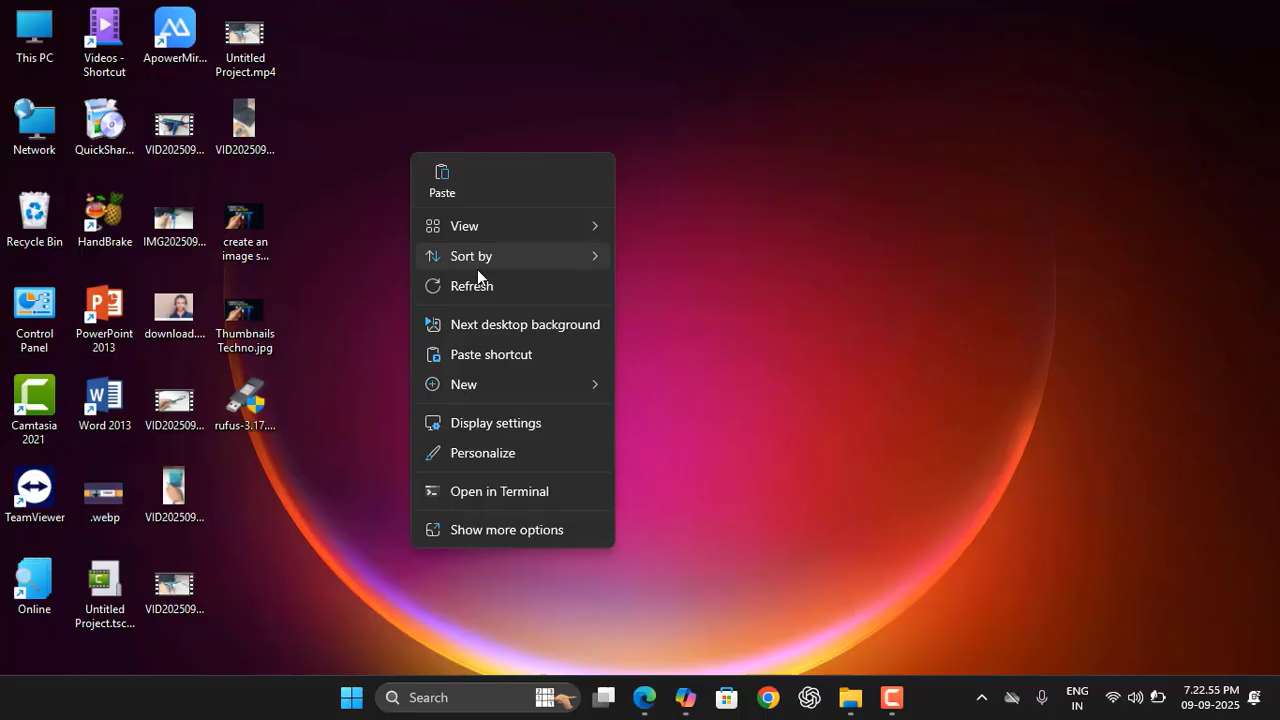 This PC
Videos -
Shortcut
ApowerMir...
Untitled
Project.mp4
Network
QuickShar...
VID202509...
VID202509...
Recycle Bin
HandBrake
IMG202509...
create an
image s...
Control
Panel
PowerPoint
2013
download....
Thumbnails
Techno.jpg
Camtasia
2021
Word 2013
VID202509...
rufus-3.17....
TeamViewer
.webp
VID202509...
Online
Untitled
Project.tsc...
VID202509...
Paste
View
Sort by
Refresh
Next desktop background
Paste shortcut
New
Display settings
Personalize
Open in Terminal
Show more options
Search
ENG
IN
7.22.55 PM
09-09-2025